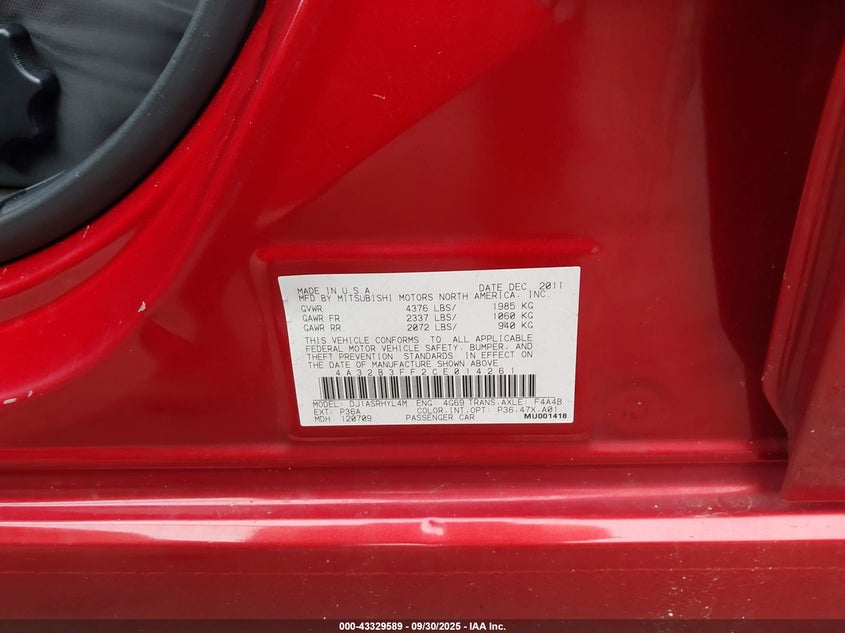 MADE IN U.S.A DATE DEC, 2011
MFD BY MITSUBISHI MOTORS NORTH AMERICA, INC.
GVWR 4376 LBS/ 1985 KG
GAWR FR. 2337 LBS/ 1060 KG
GAWR RR. 2072 LBS/ 940 KG
THIS VEHICLE CONFORMS TO ALL APPLICABLE
FEDERAL MOTOR VEHICLE SAFETY, BUMPER, AND
THEFT PREVENTION STANDARDS IN EFFECT ON
THE DATE OF MANUFACTURE SHOWN ABOVE
4A32B3FF2CE014261
MODEL: DJ1ASRHYL4M ENG: 4G69 TRANS.AXLE: F4A4B
EXT: P36A COLOR.INT.OPT: P36.47X.A01
MDH 120709 PASSENGER CAR MU001418
000-43329589 - 09/30/2025 - IAA Inc.